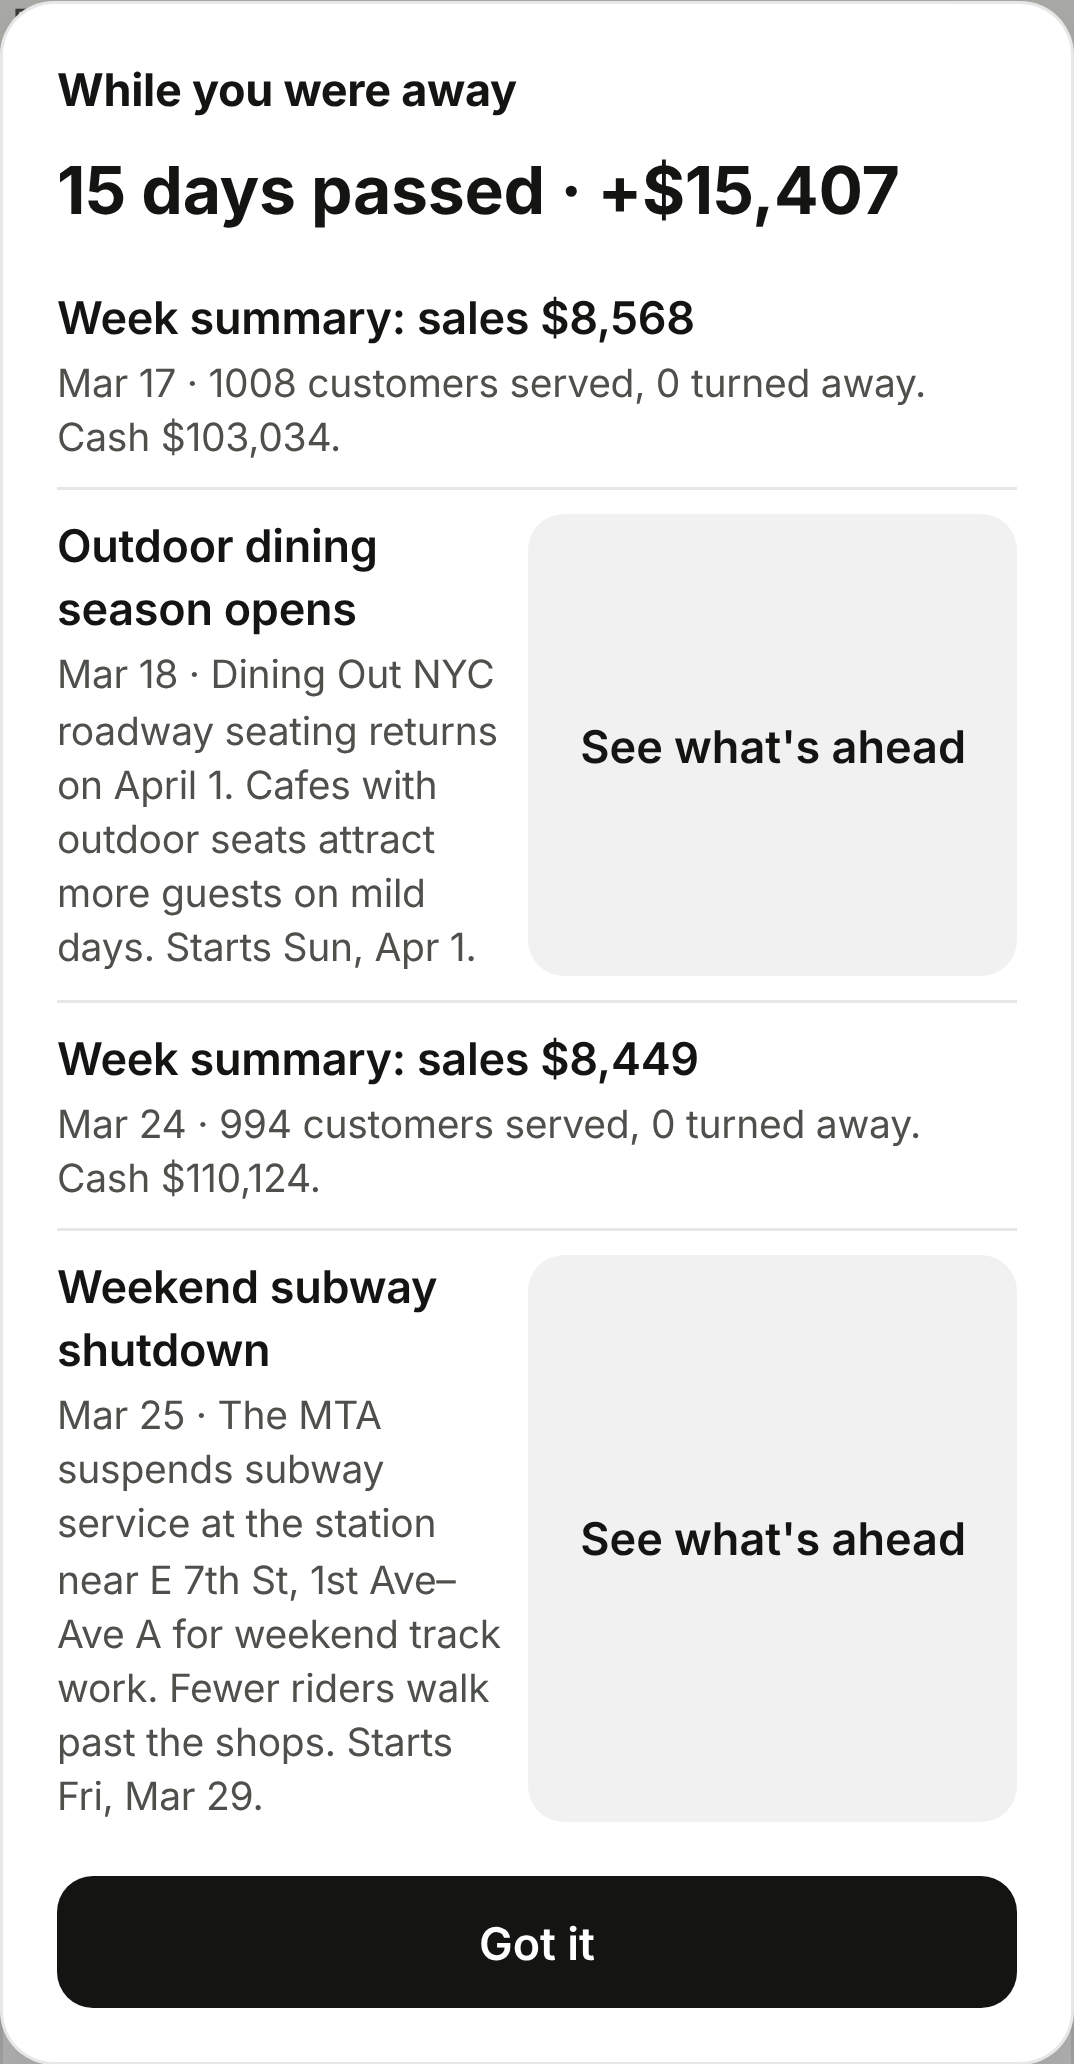 While you were away
15 days passed · +$15,407
Week summary: sales $8,568
Mar 17 · 1008 customers served, 0 turned away.
Cash $103,034.
Outdoor dining
season opens
Mar 18 · Dining Out NYC
roadway seating returns
on April 1. Cafes with
outdoor seats attract
more guests on mild
days. Starts Sun, Apr 1.
See what's ahead
Week summary: sales $8,449
Mar 24 · 994 customers served, 0 turned away.
Cash $110,124.
Weekend subway
shutdown
Mar 25 · The MTA
suspends subway
service at the station
near E 7th St, 1st Ave–
Ave A for weekend track
work. Fewer riders walk
past the shops. Starts
Fri, Mar 29.
See what's ahead
Got it